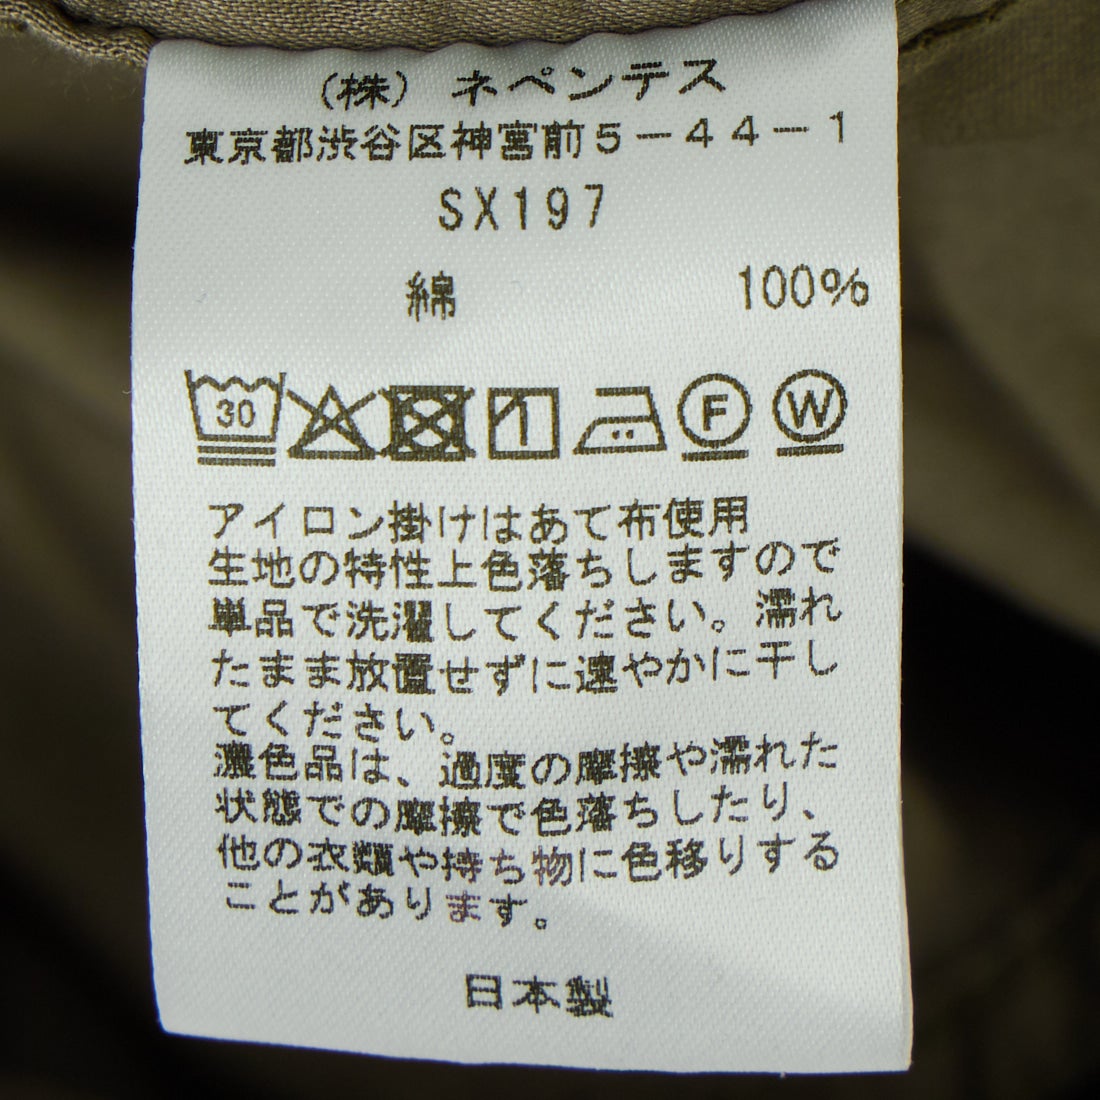 （株）ネペンテス
東京都渋谷区神宮前５－４４－１
SX197
綿 100%
30 F W
アイロン掛けはあて布使用
生地の特性上色落ちしますので
単品で洗濯してください。濡れ
たまま放置せずに速やかに干し
てください。
濃色品は、過度の摩擦や濡れた
状態での摩擦で色落ちしたり、
他の衣類や持ち物に色移りする
ことがあります。
日本製